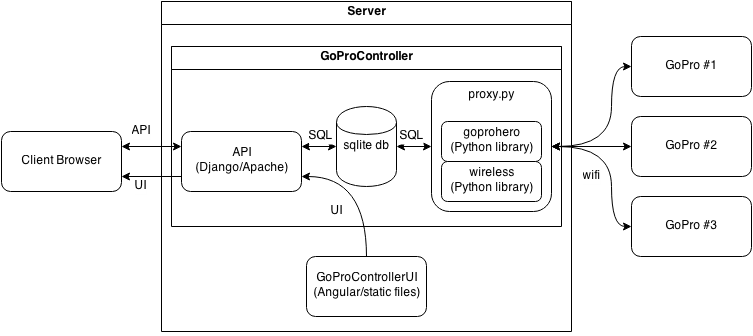 Server
GoProController
proxy.py
GoPro #1
API
SQL
sqlite db
SQL
goprohero
(Python library)
GoPro #2
Client Browser
API
(Django/Apache)
wireless
(Python library)
wifi
UI
UI
GoPro #3
GoProControllerUI
(Angular/static files)